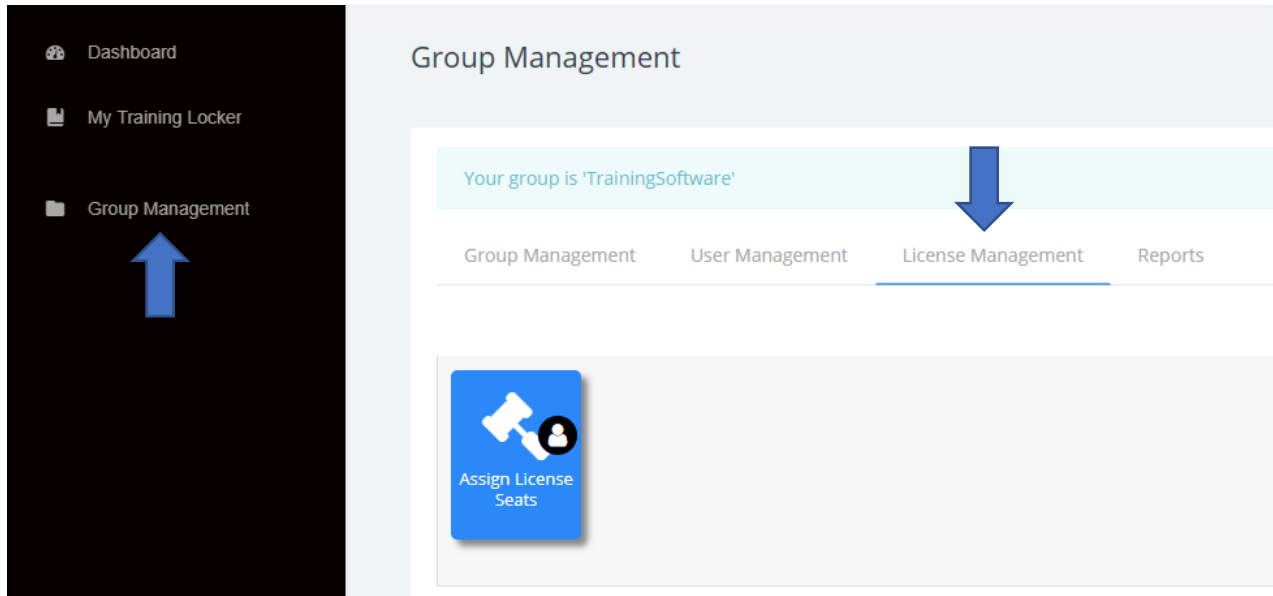 Dashboard
My Training Locker
Group Management
Group Management
Your group is 'TrainingSoftware'
Group Management User Management License Management Reports
Assign License
Seats